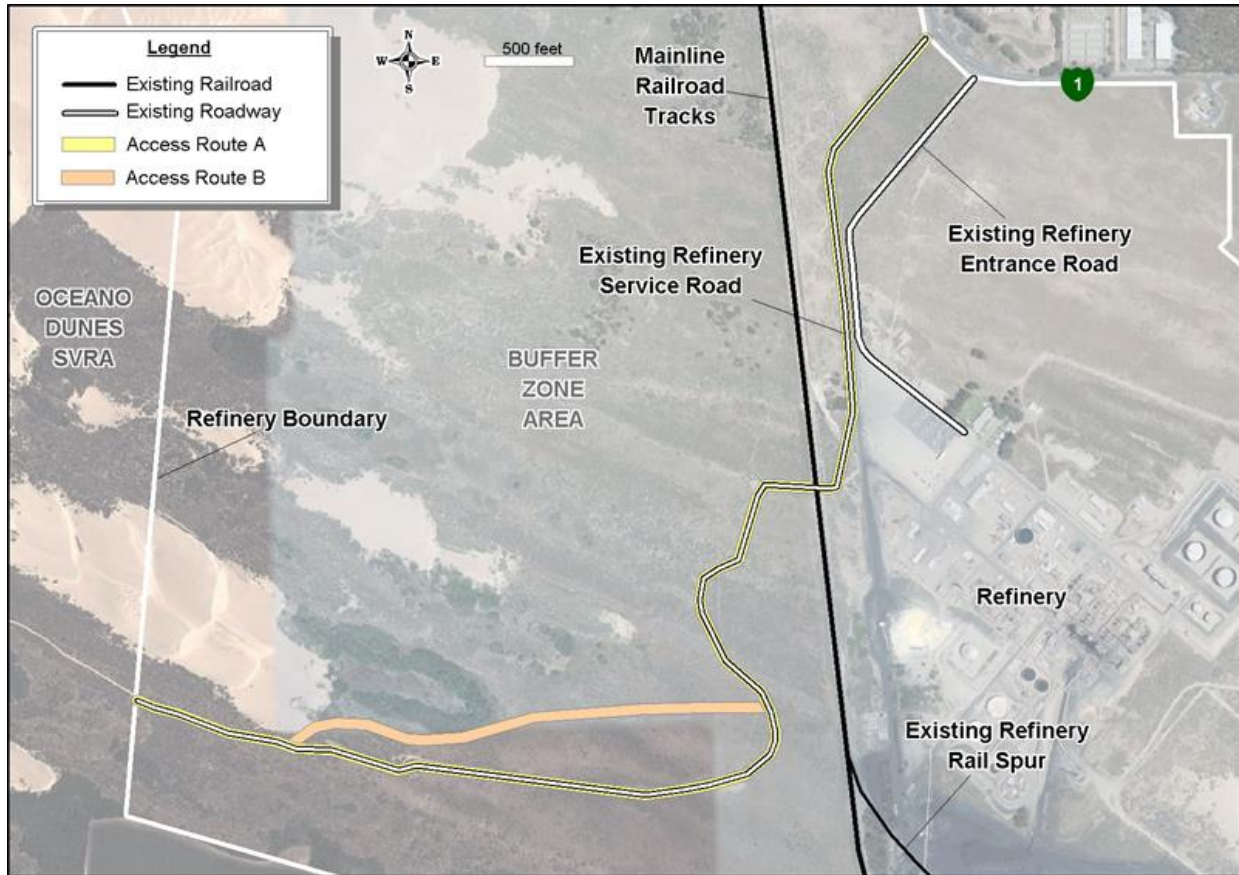 Legend
Existing Railroad
Existing Roadway
Access Route A
Access Route B
N
W E
S
500 feet
Mainline
Railroad
Tracks
1
Existing Refinery
Service Road
Existing Refinery
Entrance Road
OCEANO
DUNES
SVRA
BUFFER
ZONE
AREA
Refinery Boundary
Refinery
Existing Refinery
Rail Spur